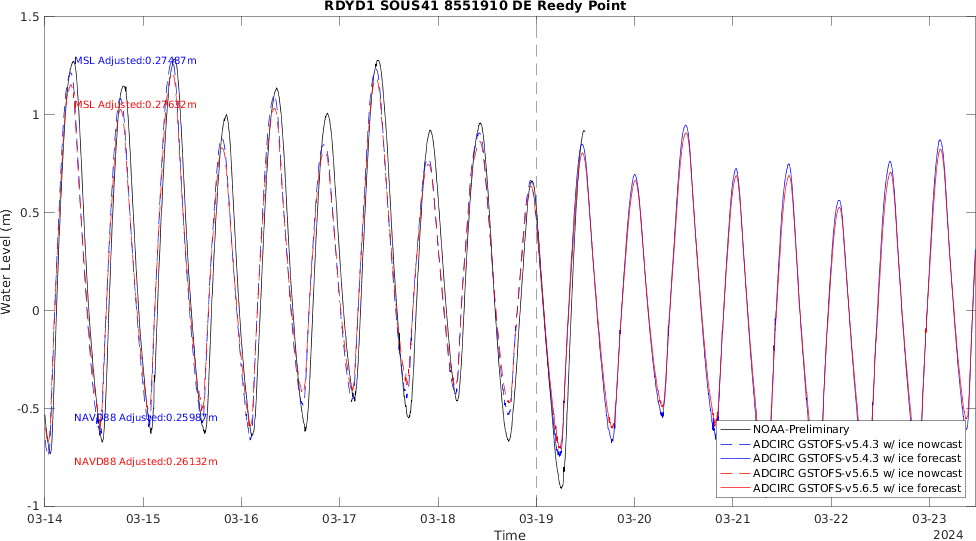 RDYD1 SOUS41 8551910 DE Reedy Point
1.5
1
0.5
0
-0.5
-1
Water Level (m)
MSL Adjusted:0.27487m
MSL Adjusted:0.27632m
NAVD88 Adjusted:0.25987m
NAVD88 Adjusted:0.26132m
NOAA-Preliminary
ADCIRC GSTOFS-v5.4.3 w/ ice nowcast
ADCIRC GSTOFS-v5.4.3 w/ ice forecast
ADCIRC GSTOFS-v5.6.5 w/ ice nowcast
ADCIRC GSTOFS-v5.6.5 w/ ice forecast
03-14 03-15 03-16 03-17 03-18 03-19 03-20 03-21 03-22 03-23
Time
2024